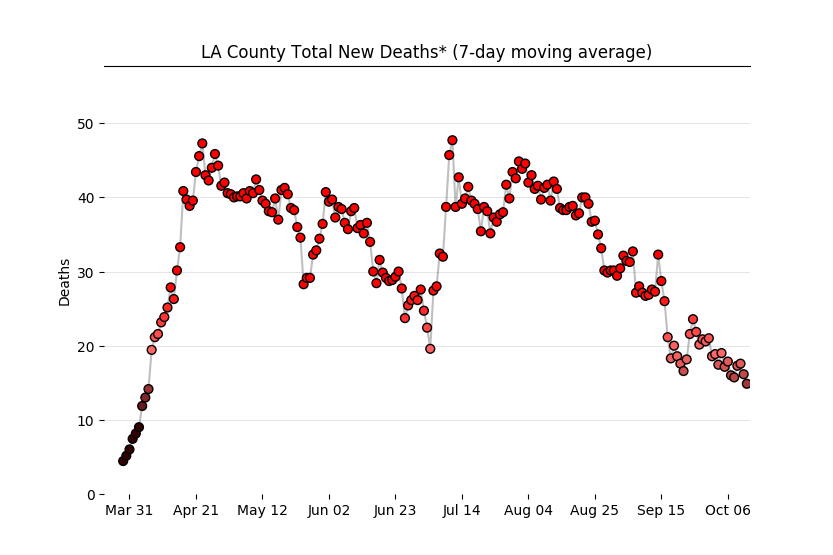 LA County Total New Deaths* (7-day moving average)
50
40
30
20
10
0
Deaths
Mar 31 Apr 21 May 12 Jun 02 Jun 23 Jul 14 Aug 04 Aug 25 Sep 15 Oct 06